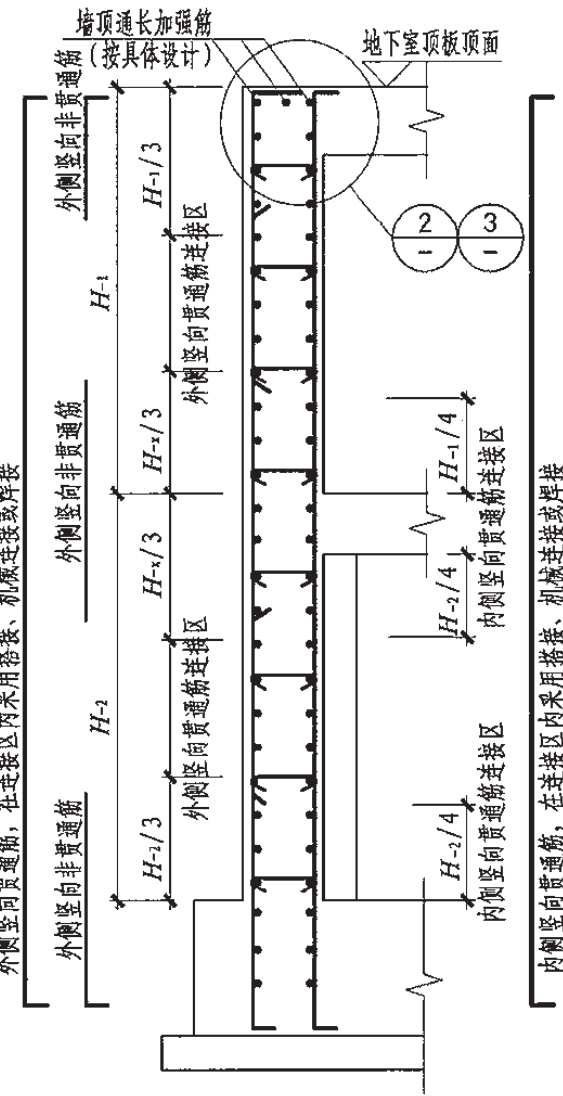 墙顶通长加强筋
(按具体设计)
地下室顶板顶面
2
-
3
-
外侧竖向贯通筋，在连接区内采用搭接、机械连接或焊接
外侧竖向非贯通筋
外侧竖向非贯通筋
外侧竖向非贯通筋
H-1
H-2
H-1/3
H-x/3
H-x/3
H-2/3
外侧竖向贯通筋连接区
外侧竖向贯通筋连接区
H-1/4
H-2/4
H-2/4
内侧竖向贯通筋连接区
内侧竖向贯通筋连接区
内侧竖向贯通筋，在连接区内采用搭接、机械连接或焊接